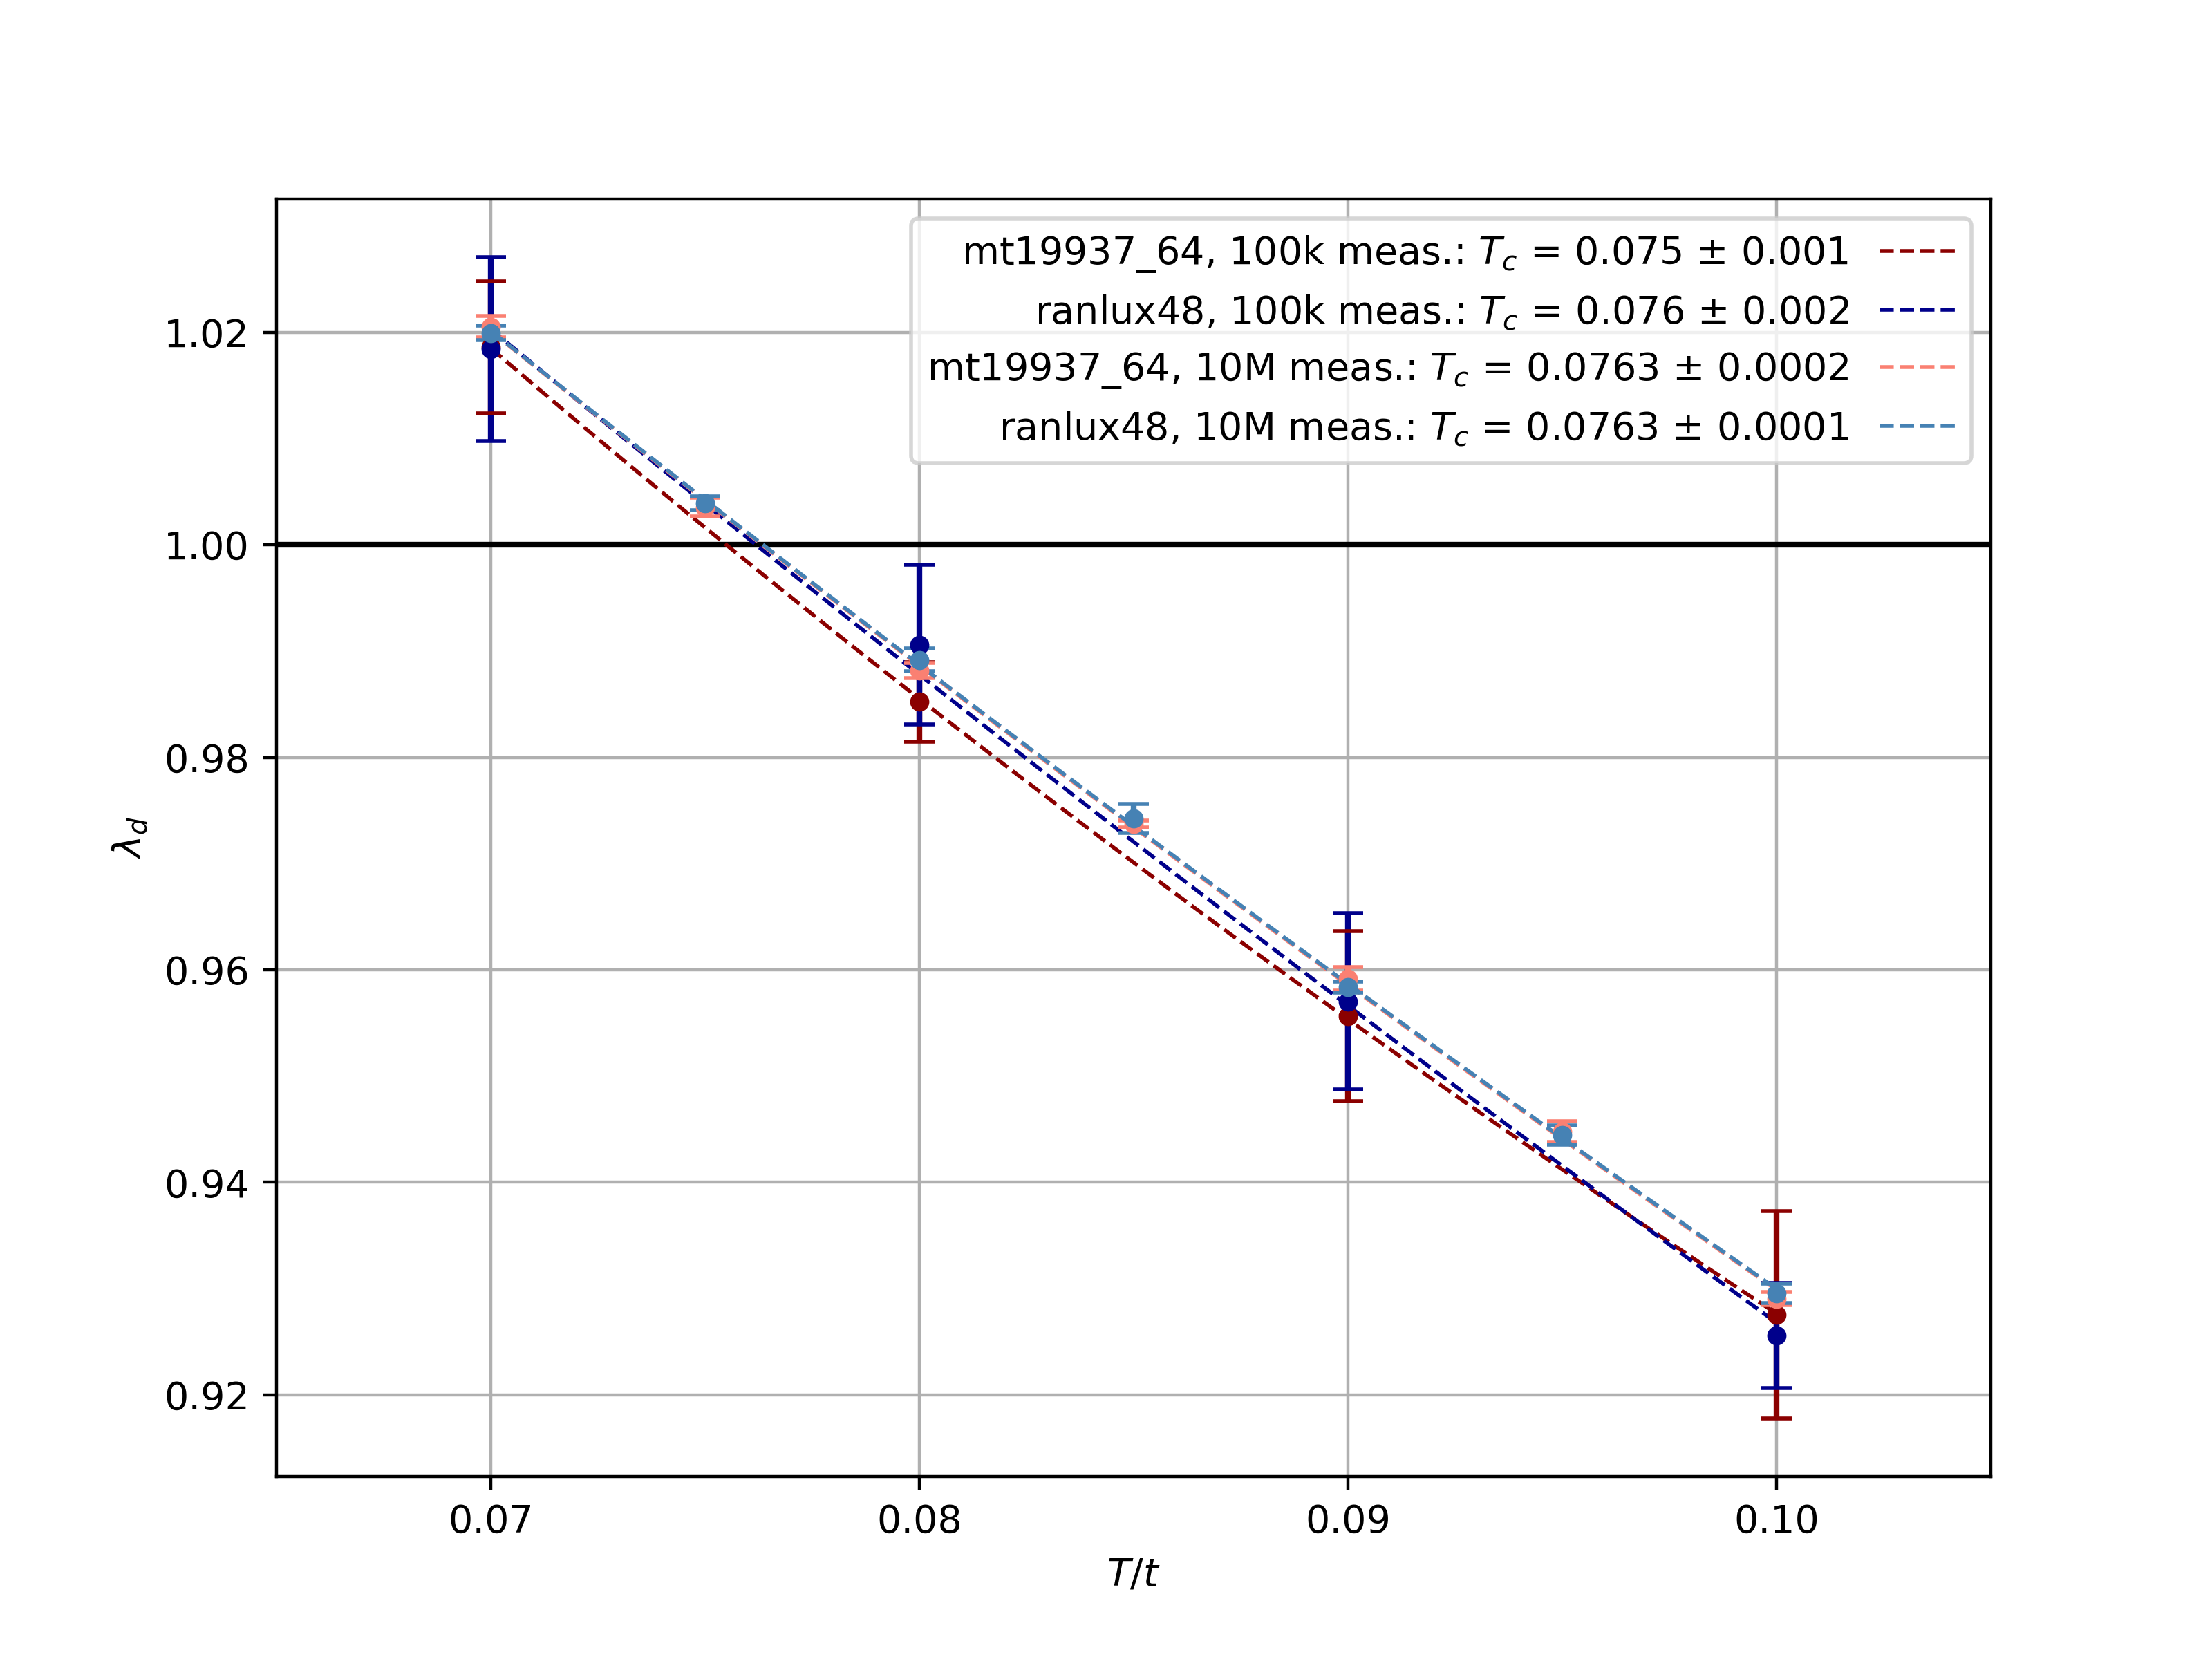 mt19937_64, 100k meas.: T_c = 0.075 ± 0.001
ranlux48, 100k meas.: T_c = 0.076 ± 0.002
mt19937_64, 10M meas.: T_c = 0.0763 ± 0.0002
ranlux48, 10M meas.: T_c = 0.0763 ± 0.0001
1.02
1.00
0.98
0.96
0.94
0.92
λ_d
0.07 0.08 0.09 0.10
T/t